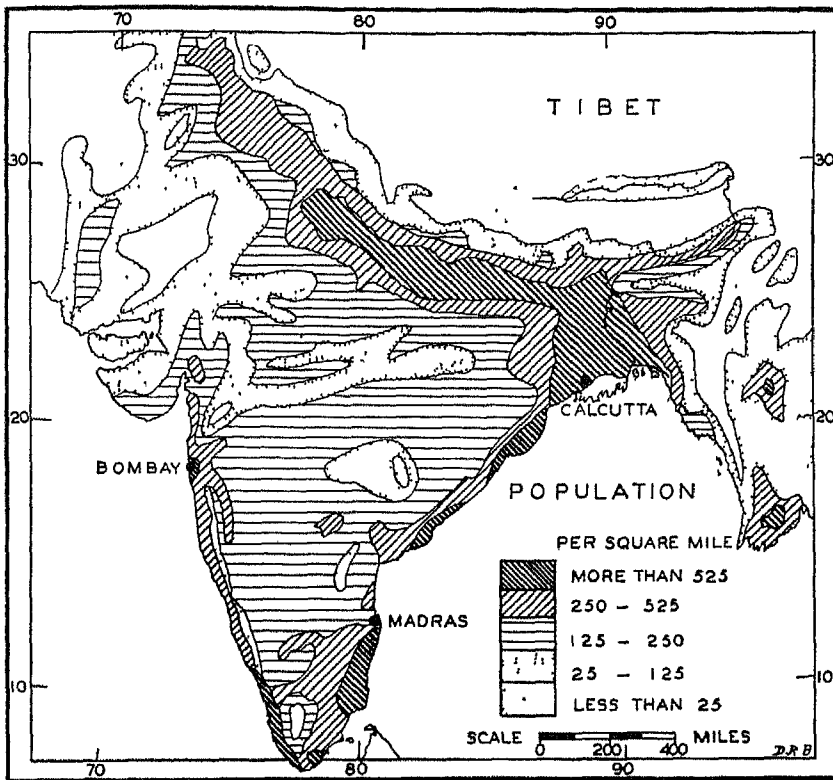 70 80 90
TIBET
30 30
20 20
CALCUTTA
BOMBAY
POPULATION
PER SQUARE MILE
MORE THAN 525
250 - 525
MADRAS
125 - 250
25 - 125
10 10
LESS THAN 25
SCALE 0 200 400 MILES
D.R.B
70 80 90